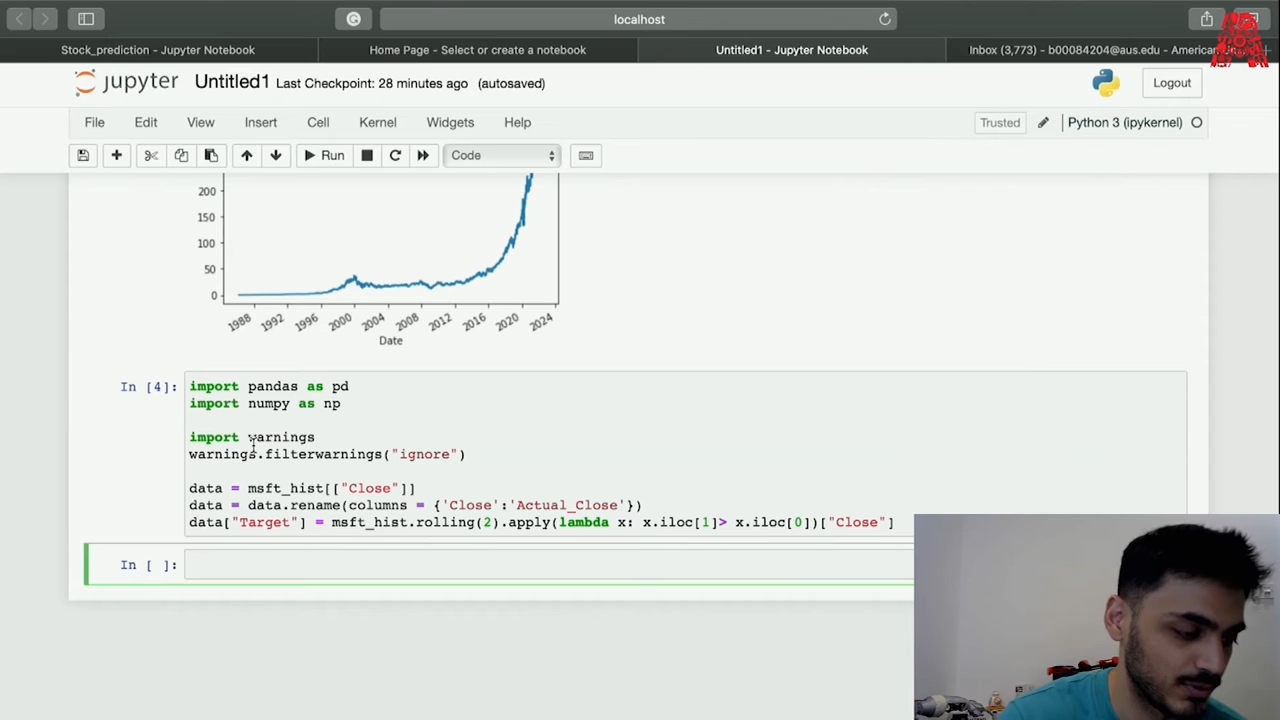 localhost
Stock_prediction - Jupyter Notebook
Home Page - Select or create a notebook
Untitled1 - Jupyter Notebook
Inbox (3,773) - b00084204@aus.edu - American
jupyter Untitled1 Last Checkpoint: 28 minutes ago (autosaved)
Logout
File Edit View Insert Cell Kernel Widgets Help
Trusted Python 3 (ipykernel)
Run Code
200
150
100
50
0
1988 1992 1996 2000 2004 2008 2012 2016 2020 2024
Date
In [4]:
import pandas as pd
import numpy as np
import warnings
warnings.filterwarnings("ignore")
data = msft_hist[["Close"]]
data = data.rename(columns = {'Close':'Actual_Close'})
data["Target"] = msft_hist.rolling(2).apply(lambda x: x.iloc[1]> x.iloc[0])["Close"]
In [ ]: